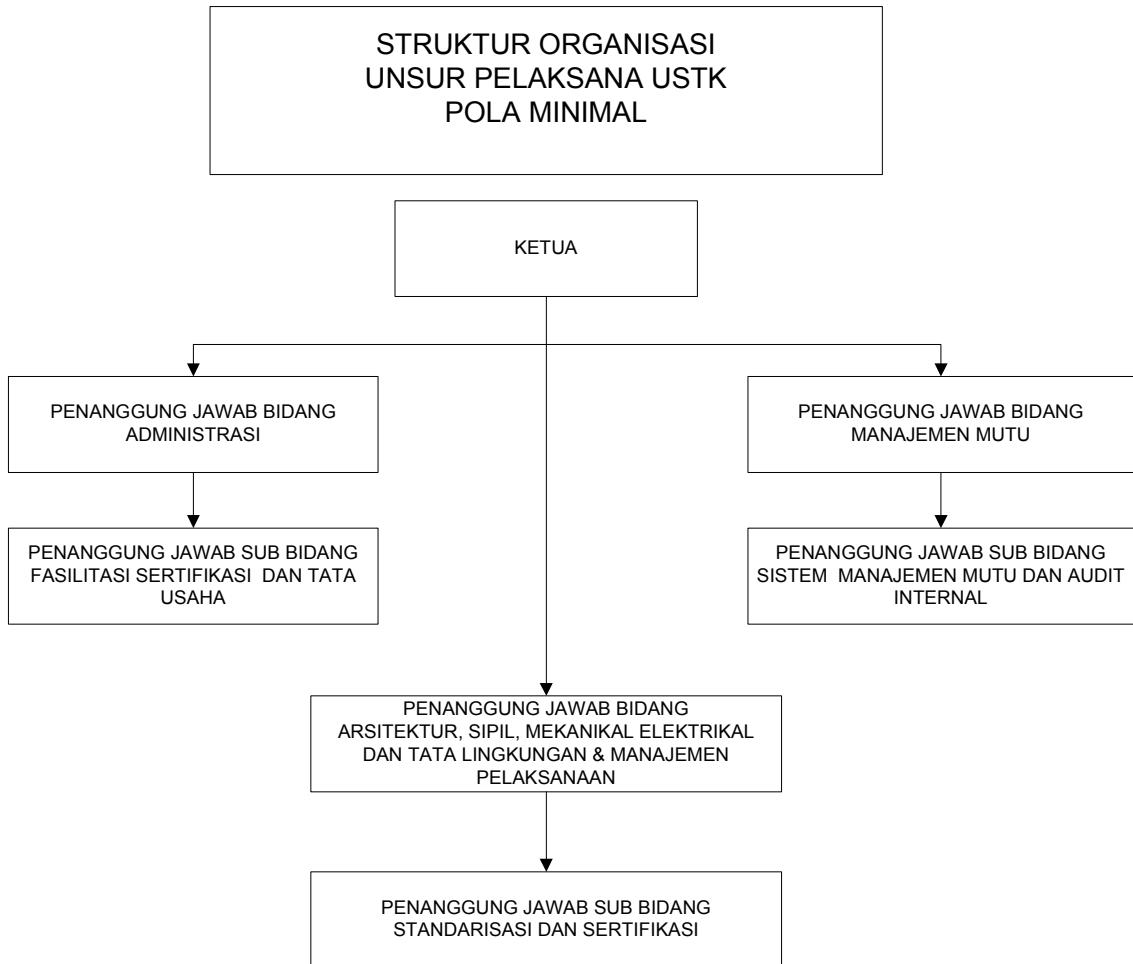 STRUKTUR ORGANISASI
UNSUR PELAKSANA USTK
POLA MINIMAL
KETUA
PENANGGUNG JAWAB BIDANG
ADMINISTRASI
PENANGGUNG JAWAB BIDANG
MANAJEMEN MUTU
PENANGGUNG JAWAB SUB BIDANG
FASILITASI SERTIFIKASI DAN TATA
USAHA
PENANGGUNG JAWAB SUB BIDANG
SISTEM MANAJEMEN MUTU DAN AUDIT
INTERNAL
PENANGGUNG JAWAB BIDANG
ARSITEKTUR, SIPIL, MEKANIKAL ELEKTRIKAL
DAN TATA LINGKUNGAN & MANAJEMEN
PELAKSANAAN
PENANGGUNG JAWAB SUB BIDANG
STANDARISASI DAN SERTIFIKASI